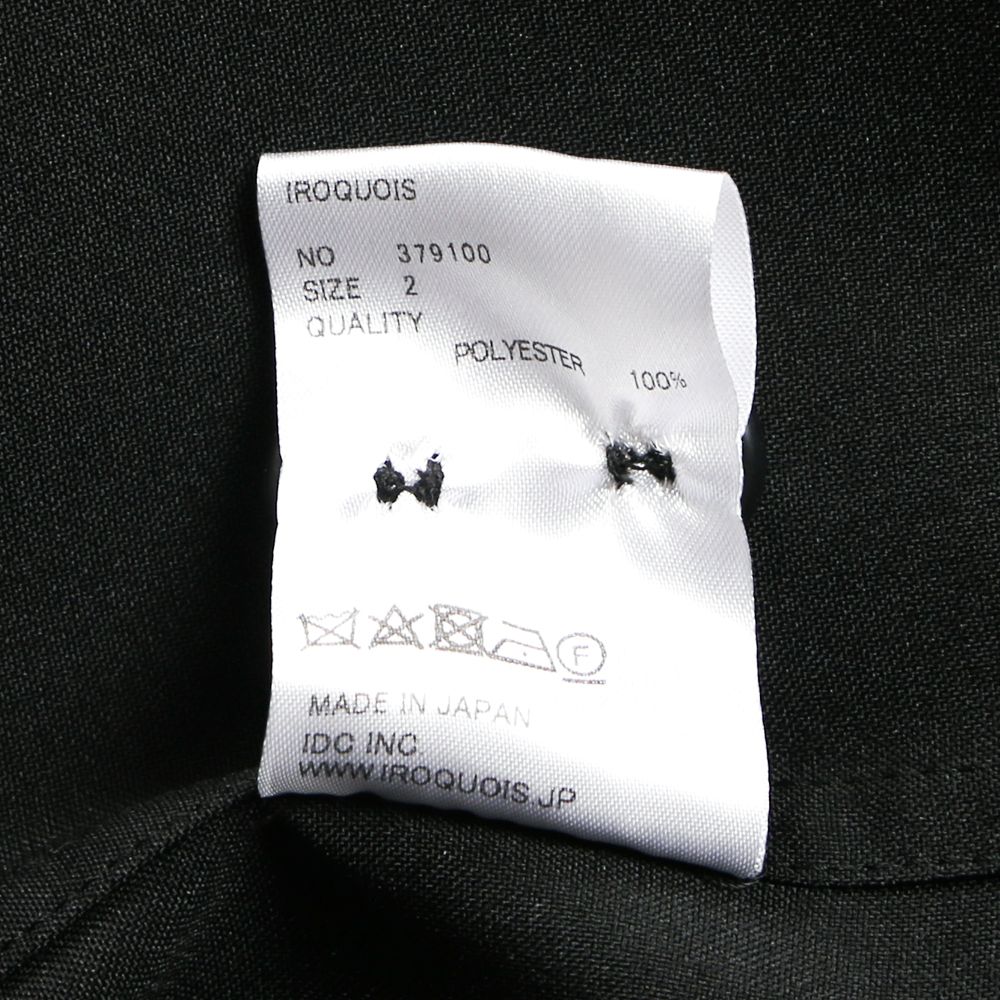 IROQUOIS
NO 379100
SIZE 2
QUALITY
POLYESTER 100%
F
MADE IN JAPAN
IDC INC.
WWW.IROQUOIS.JP